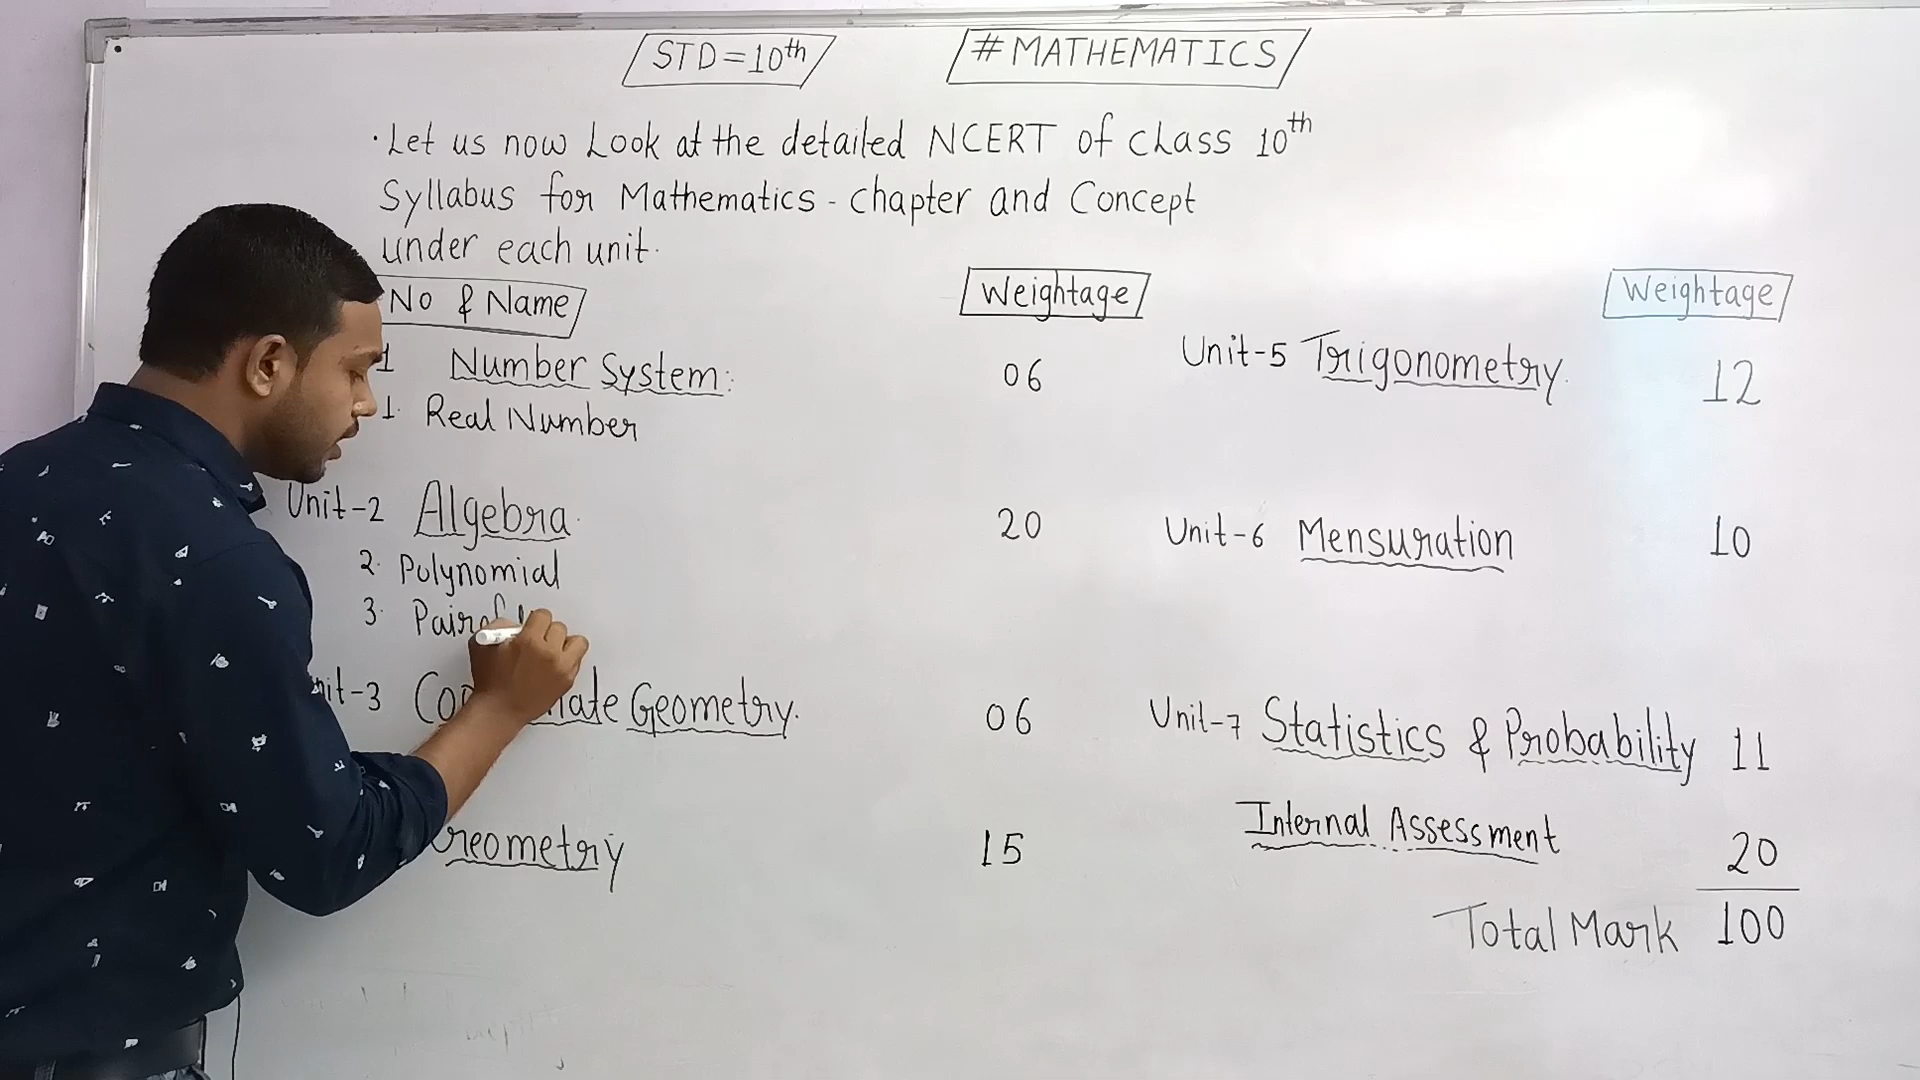 STD=10th
#MATHEMATICS
· Let us now Look at the detailed NCERT of class 10th
Syllabus for Mathematics - chapter and Concept
under each unit.
No & Name
Weightage
1 Number System:
06
1. Real Number
Unit-2 Algebra.
20
2. Polynomial
3. Pair of
Unit-3 Geometry.
06
Geometry
15
Weightage
Unit-5 Trigonometry.
12
Unit-6 Mensuration
10
Unit-7 Statistics & Probability
11
Internal Assessment
20
Total Mark 100